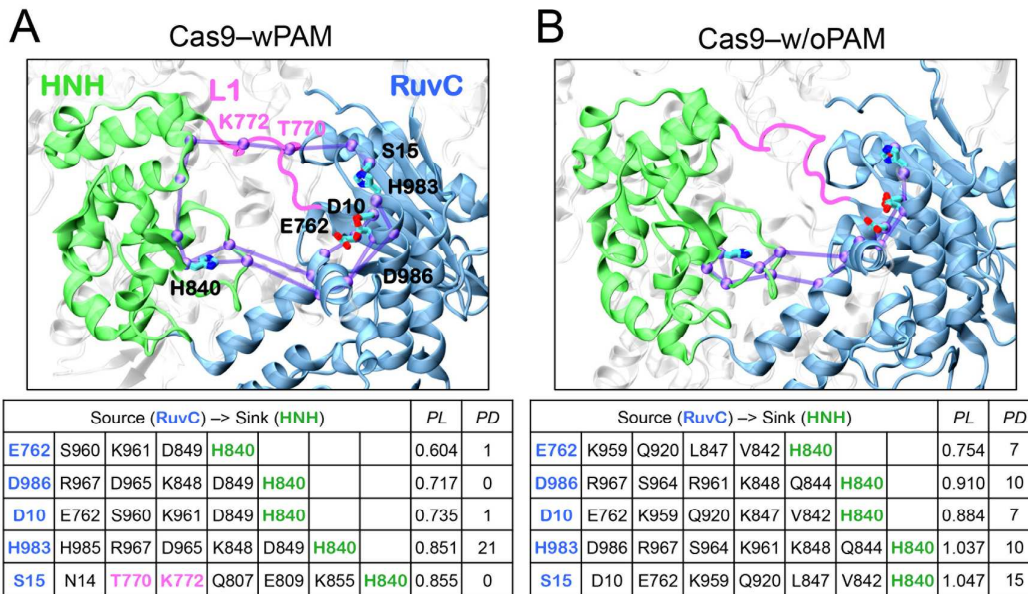 A
Cas9–wPAM
HNH
L1
RuvC
K772
T770
S15
H983
D10
E762
D986
H840
Source (RuvC) –> Sink (HNH) PL PD
E762 S960 K961 D849 H840 0.604 1
D986 R967 D965 K848 D849 H840 0.717 0
D10 E762 S960 K961 D849 H840 0.735 1
H983 H985 R967 D965 K848 D849 H840 0.851 21
S15 N14 T770 K772 Q807 E809 K855 H840 0.855 0
B
Cas9–w/oPAM
Source (RuvC) –> Sink (HNH) PL PD
E762 K959 Q920 L847 V842 H840 0.754 7
D986 R967 S964 R961 K848 Q844 H840 0.910 10
D10 E762 K959 Q920 K847 V842 H840 0.884 7
H983 D986 R967 S964 K961 K848 Q844 H840 1.037 10
S15 D10 E762 K959 Q920 L847 V842 H840 1.047 15